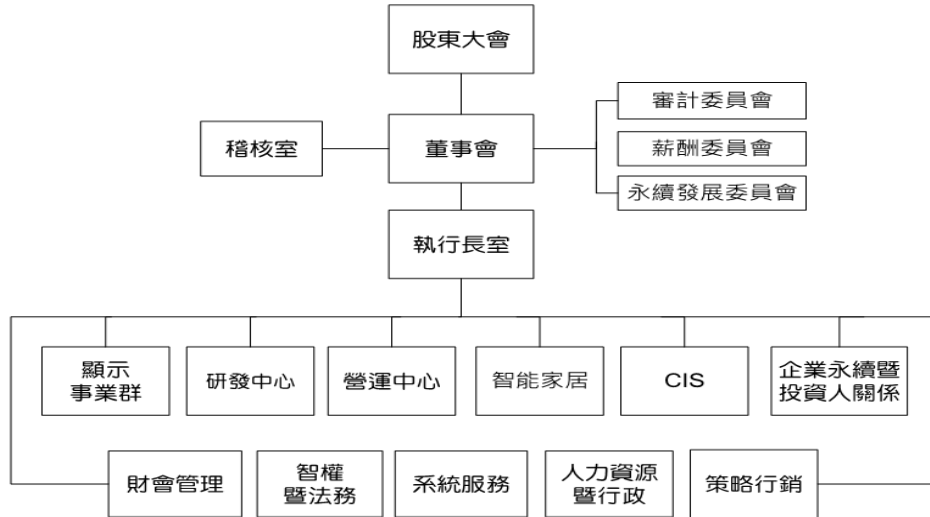 股東大會
審計委員會
稽核室
董事會
薪酬委員會
永續發展委員會
執行長室
顯示
事業群
研發中心
營運中心
智能家居
CIS
企業永續暨
投資人關係
財會管理
智權
暨法務
系統服務
人力資源
暨行政
策略行銷